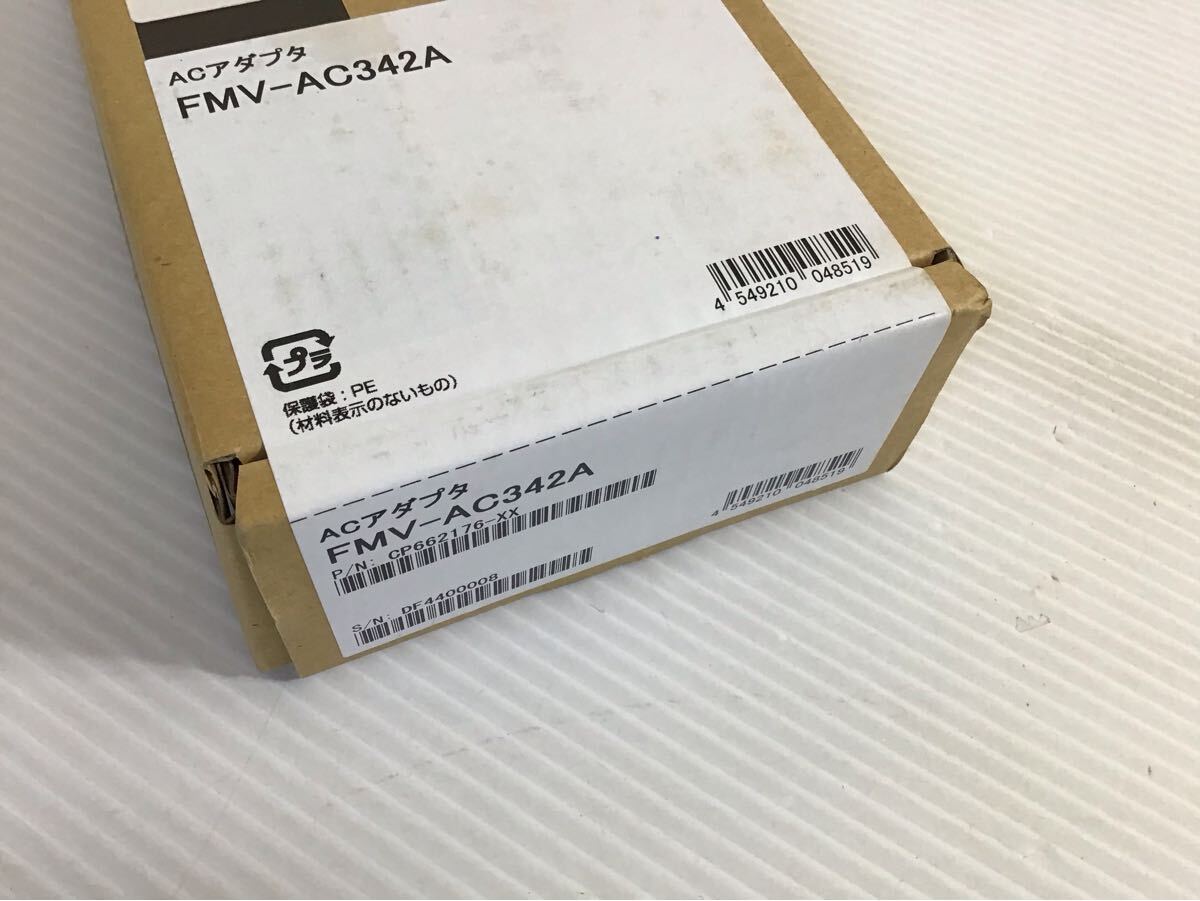 ACアダプタ
FMV-AC342A
4 549210 048519
プラ
保護袋:PE
(材料表示のないもの)
ACアダプタ
FMV-AC342A
P/N: CP662176-XX
4 549210 048519
S/N: DF4400008